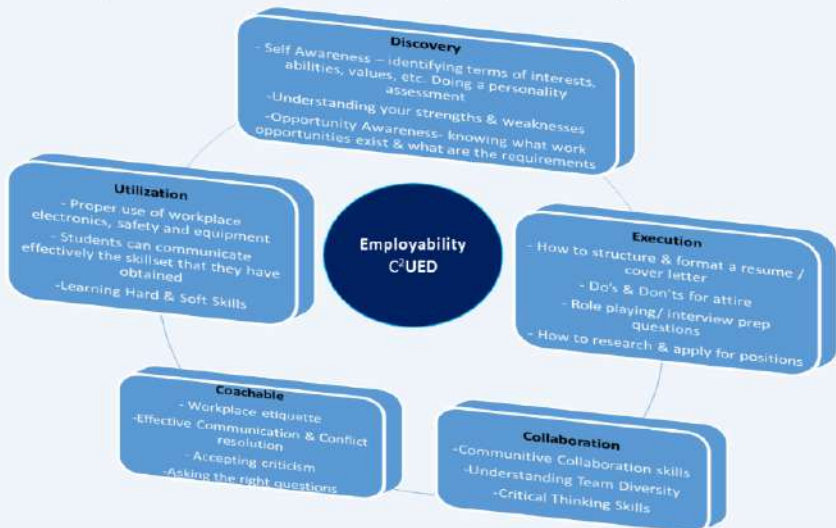 Discovery
- Self Awareness – identifying terms of interests,
abilities, values, etc. Doing a personality
assessment
-Understanding your strengths & weaknesses
-Opportunity Awareness- knowing what work
opportunities exist & what are the requirements
Utilization
- Proper use of workplace
electronics, safety and equipment
- Students can communicate
effectively the skillset that they have
obtained
-Learning Hard & Soft Skills
Employability
C²UED
Execution
- How to structure & format a resume /
cover letter
- Do's & Don'ts for attire
- Role playing/ interview prep
questions
- How to research & apply for positions
Coachable
- Workplace etiquette
-Effective Communication & Conflict
resolution
- Accepting criticism
-Asking the right questions
Collaboration
-Communitive Collaboration skills
-Understanding Team Diversity
-Critical Thinking Skills